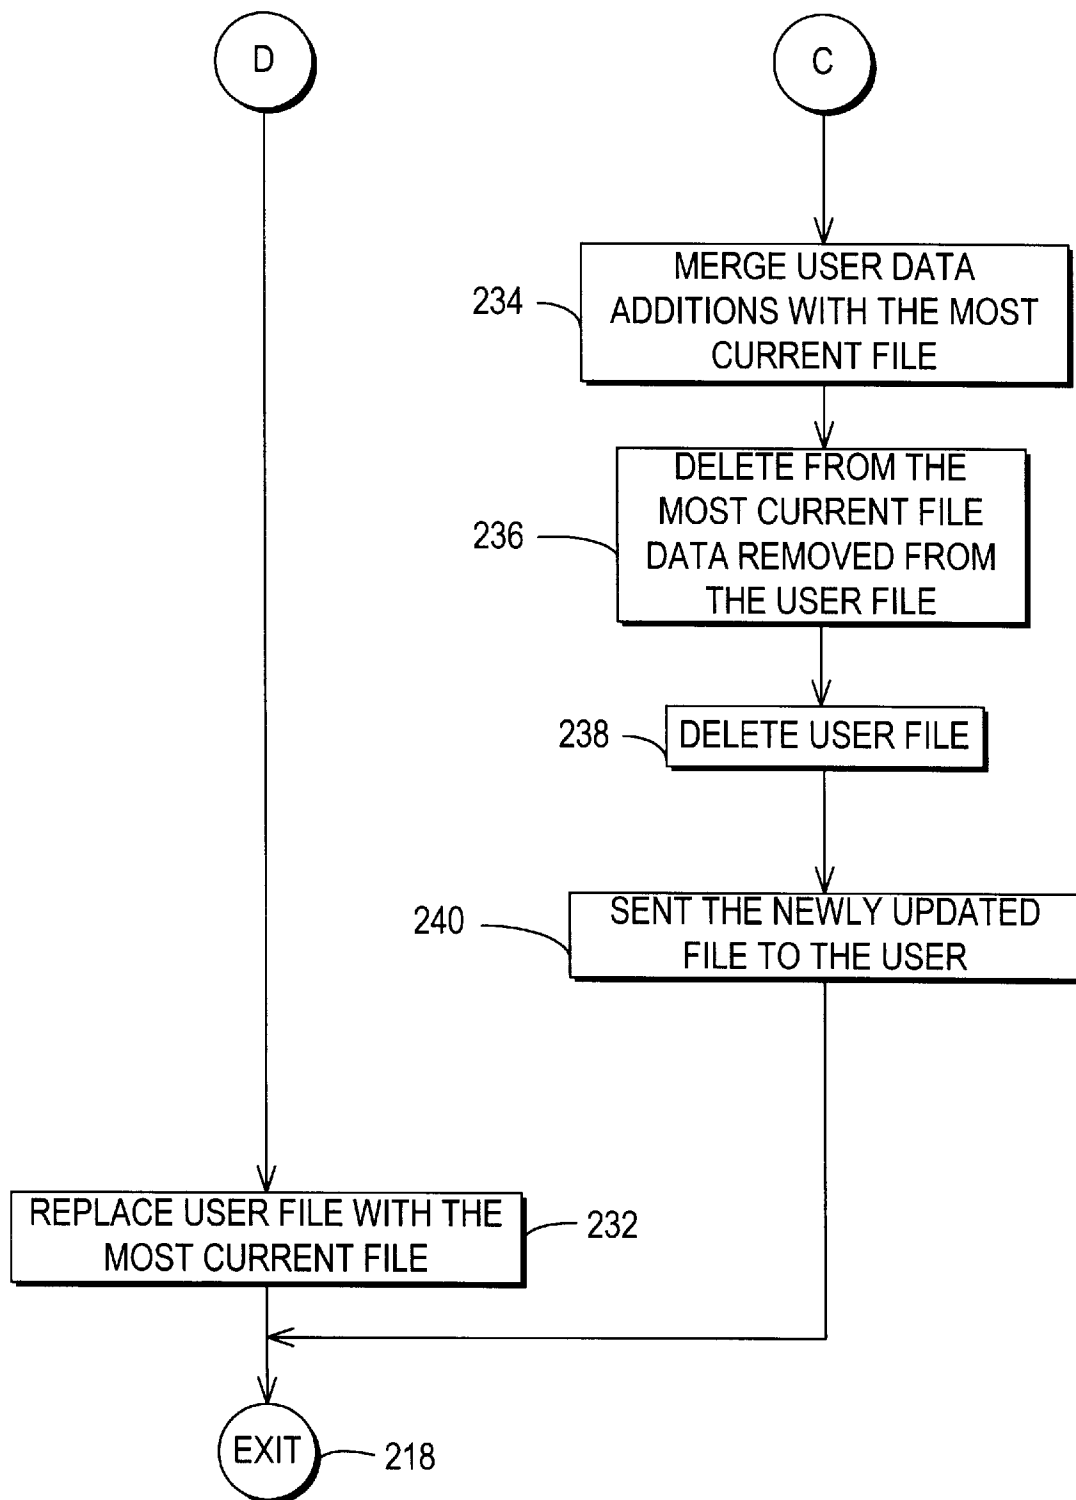 D
C
234
MERGE USER DATA
ADDITIONS WITH THE MOST
CURRENT FILE
236
DELETE FROM THE
MOST CURRENT FILE
DATA REMOVED FROM
THE USER FILE
238
DELETE USER FILE
240
SENT THE NEWLY UPDATED
FILE TO THE USER
REPLACE USER FILE WITH THE
MOST CURRENT FILE
232
EXIT
218